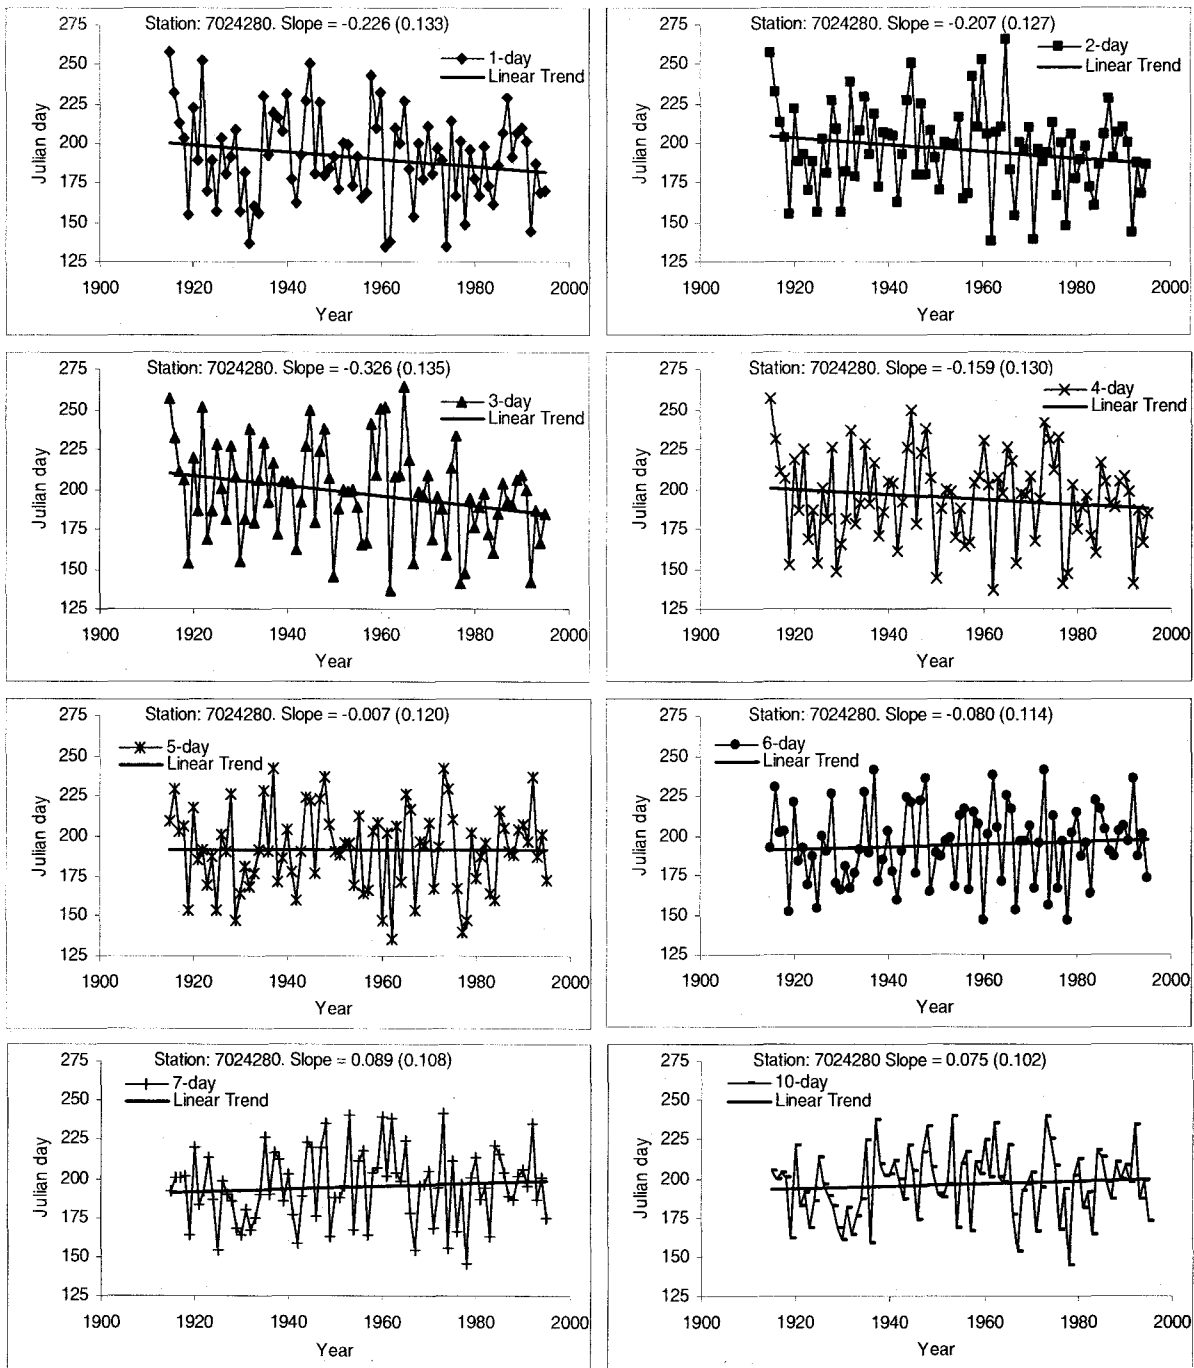 Station: 7024280. Slope = -0.226 (0.133)
275
250
225
200
175
150
125
Julian day
1-day
Linear Trend
1900
1920
1940
1960
1980
2000
Year
Station: 7024280. Slope = -0.207 (0.127)
275
250
225
200
175
150
125
Julian day
2-day
Linear Trend
1900
1920
1940
1960
1980
2000
Year
Station: 7024280. Slope = -0.326 (0.135)
275
250
225
200
175
150
125
Julian day
3-day
Linear Trend
1900
1920
1940
1960
1980
2000
Year
Station: 7024280. Slope = -0.159 (0.130)
275
250
225
200
175
150
125
Julian day
4-day
Linear Trend
1900
1920
1940
1960
1980
2000
Year
Station: 7024280. Slope = -0.007 (0.120)
275
250
225
200
175
150
125
Julian day
5-day
Linear Trend
1900
1920
1940
1960
1980
2000
Year
Station: 7024280. Slope = -0.080 (0.114)
275
250
225
200
175
150
125
Julian day
6-day
Linear Trend
1900
1920
1940
1960
1980
2000
Year
Station: 7024280. Slope = 0.089 (0.108)
275
250
225
200
175
150
125
Julian day
7-day
Linear Trend
1900
1920
1940
1960
1980
2000
Year
Station: 7024280 Slope = 0.075 (0.102)
275
250
225
200
175
150
125
Julian day
10-day
Linear Trend
1900
1920
1940
1960
1980
2000
Year